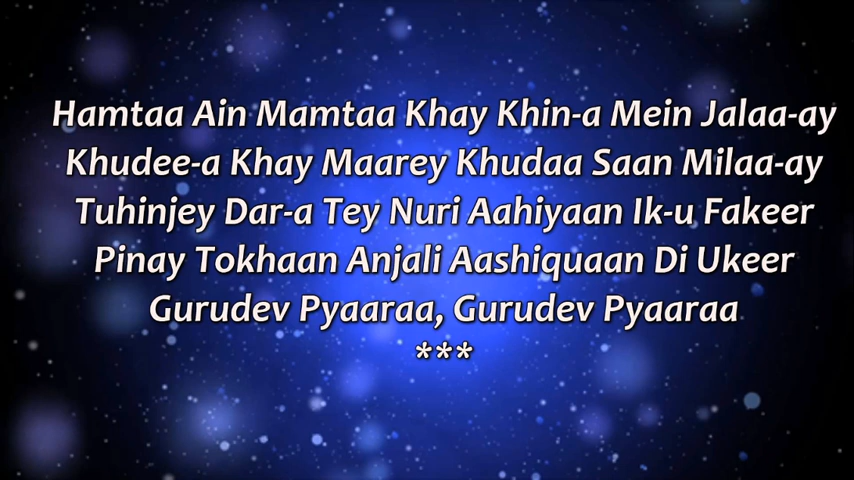 Hamtaa Ain Mamtaa Khay Khin-a Mein Jalaa-ay
Khudee-a Khay Maarey Khudaa Saan Milaa-ay
Tuhinjey Dar-a Tey Nuri Aahiyaan Ik-u Fakeer
Pinay Tokhaan Anjali Aashiquaan Di Ukeer
Gurudev Pyaaraa, Gurudev Pyaaraa
***